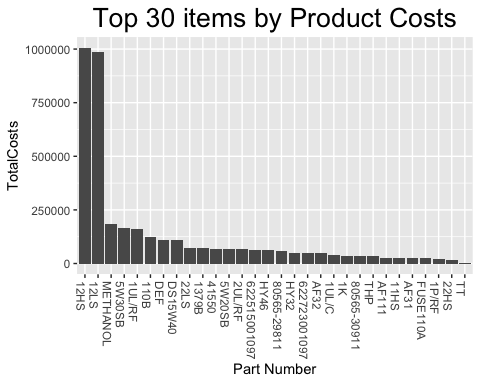 Top 30 items by Product Costs
TotalCosts
1000000
750000
500000
250000
0
12HS
12LS
METHANOL
5W30SB
1UL/RF
110B
DEF
DS15W40
22LS
1379B
41550
5W20SB
2UL/RF
622515001097
HY46
80565-29811
HY32
622723001097
AF32
1UL/C
1K
80565-30911
THP
AF111
11HS
AF31
FUSE110A
1P/RF
22HS
TT
Part Number